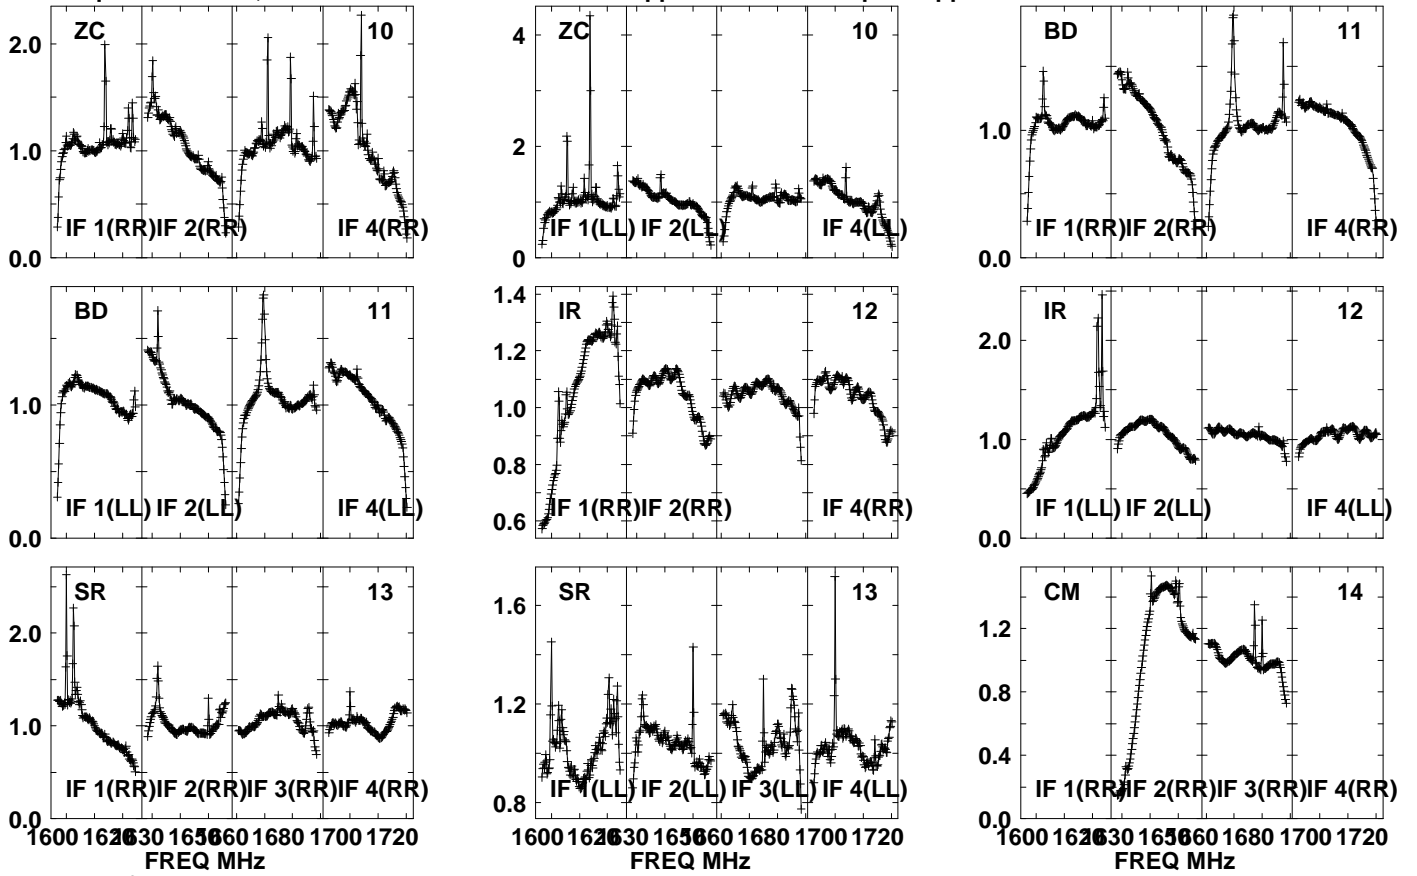 ZC 10
2.0
1.0
0.0
IF 1(RR) IF 2(RR) IF 4(RR)
ZC 10
4
2
0
IF 1(LL) IF 2(LL) IF 4(LL)
BD 11
1.0
0.0
IF 1(RR) IF 2(RR) IF 4(RR)
BD 11
1.0
0.0
IF 1(LL) IF 2(LL) IF 4(LL)
IR 12
1.4
1.2
1.0
0.8
0.6
IF 1(RR) IF 2(RR) IF 4(RR)
IR 12
2.0
1.0
0.0
IF 1(LL) IF 2(LL) IF 4(LL)
SR 13
2.0
1.0
0.0
IF 1(RR) IF 2(RR) IF 3(RR) IF 4(RR)
1600 1620 1630 1650 1660 1680 1700 1720
FREQ MHz
SR 13
1.6
1.2
0.8
IF 1(LL) IF 2(LL) IF 3(LL) IF 4(LL)
1600 1620 1630 1650 1660 1680 1700 1720
FREQ MHz
CM 14
1.2
0.8
0.4
0.0
IF 1(RR) IF 2(RR) IF 3(RR) IF 4(RR)
1600 1620 1630 1650 1660 1680 1700 1720
FREQ MHz